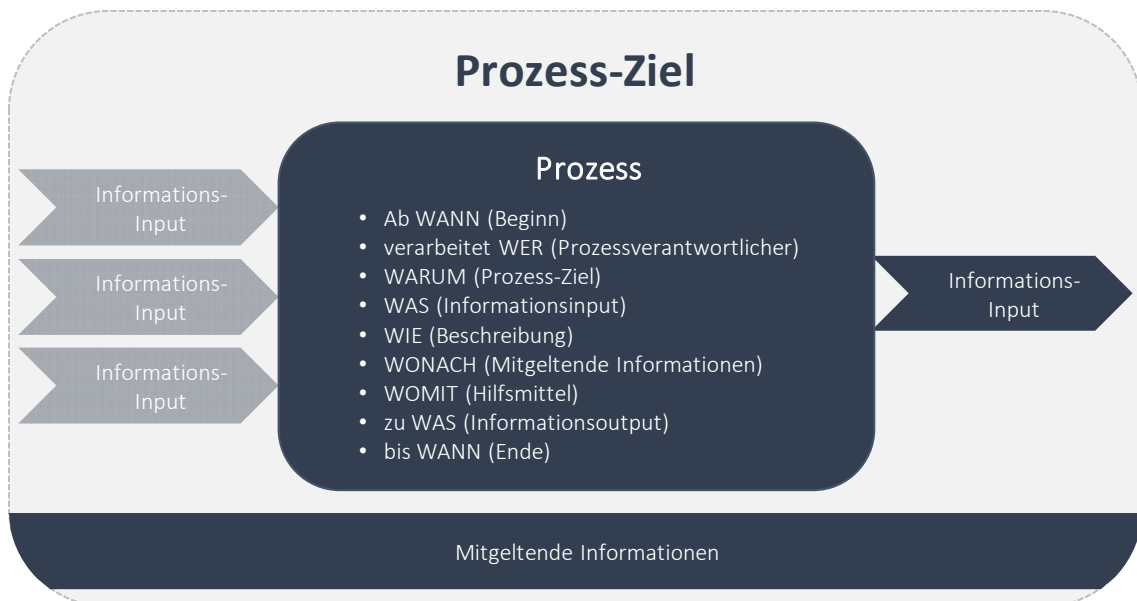 Prozess-Ziel
Prozess
Informations-
Input
Informations-
Input
Informations-
Input
• Ab WANN (Beginn)
• verarbeitet WER (Prozessverantwortlicher)
• WARUM (Prozess-Ziel)
• WAS (Informationsinput)
• WIE (Beschreibung)
• WONACH (Mitgeltende Informationen)
• WOMIT (Hilfsmittel)
• zu WAS (Informationsoutput)
• bis WANN (Ende)
Informations-
Input
Mitgeltende Informationen